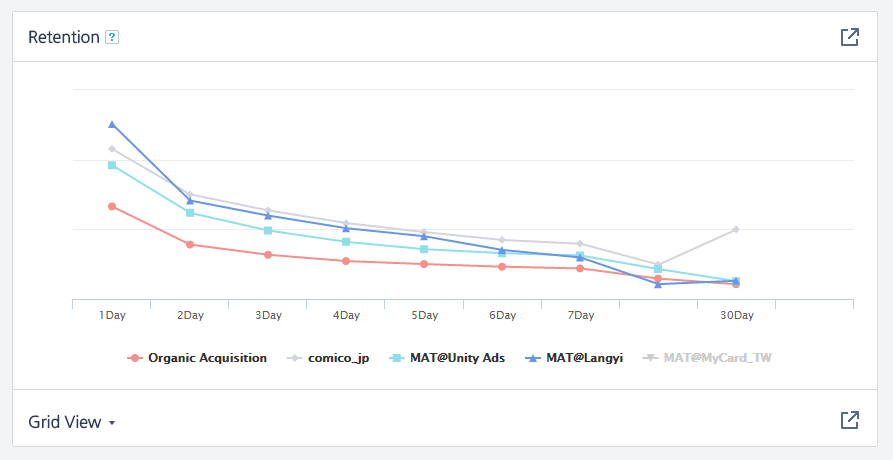 Retention ?
1Day 2Day 3Day 4Day 5Day 6Day 7Day 30Day
Organic Acquisition comico_jp MAT@Unity Ads MAT@Langyi MAT@MyCard_TW
Grid View